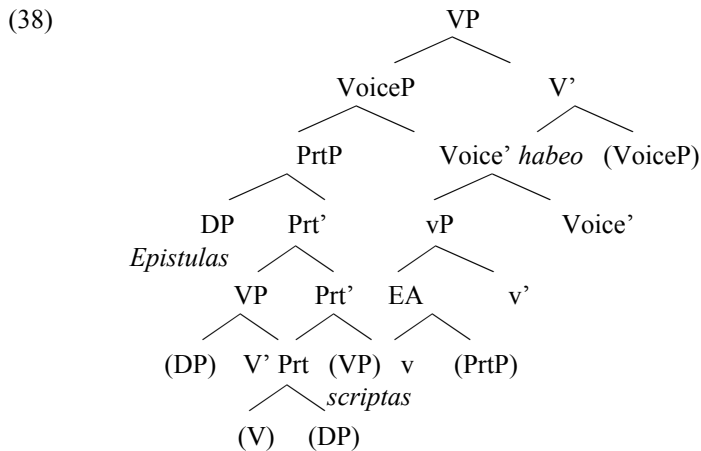 (38) VP
VoiceP V’
PrtP Voice’ habeo (VoiceP)
DP Prt’ vP Voice’
Epistulas
VP Prt’ EA v’
(DP) V’ Prt (VP) v (PrtP)
scriptas
(V) (DP)